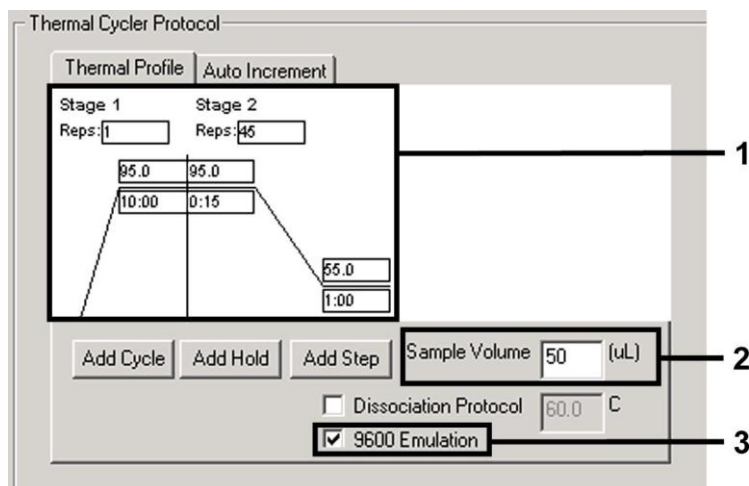 Thermal Cycler Protocol
Thermal Profile Auto Increment
Stage 1 Stage 2
Reps:1 Reps:45
1
95.0 95.0
10:00 0:15
55.0
1:00
Add Cycle Add Hold Add Step Sample Volume 50 (uL) 2
Dissociation Protocol 60.0 C
9600 Emulation 3